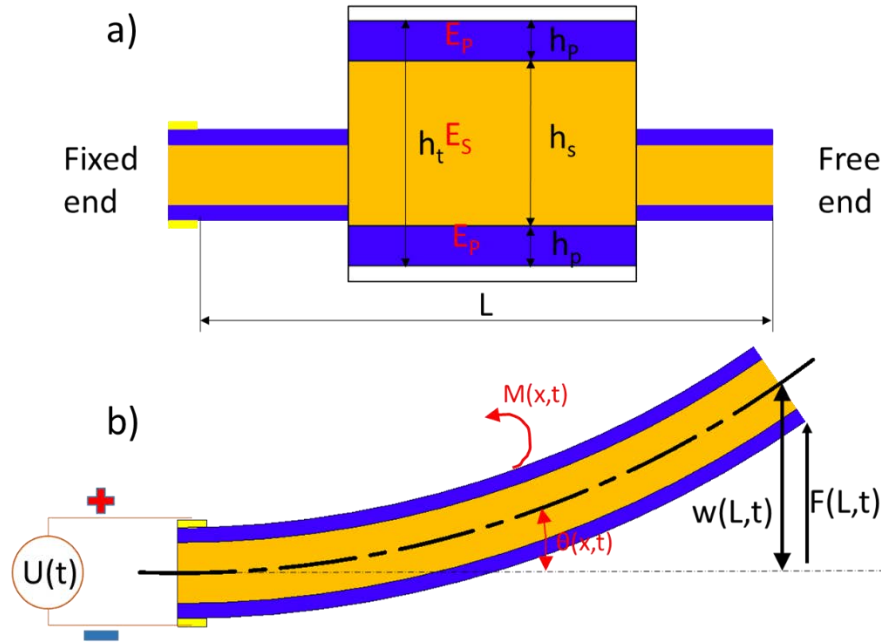 a)
E_P
h_P
Fixed
end
h_t
E_S
h_s
Free
end
E_P
h_p
L
b)
M(x,t)
θ(x,t)
w(L,t)
F(L,t)
U(t)